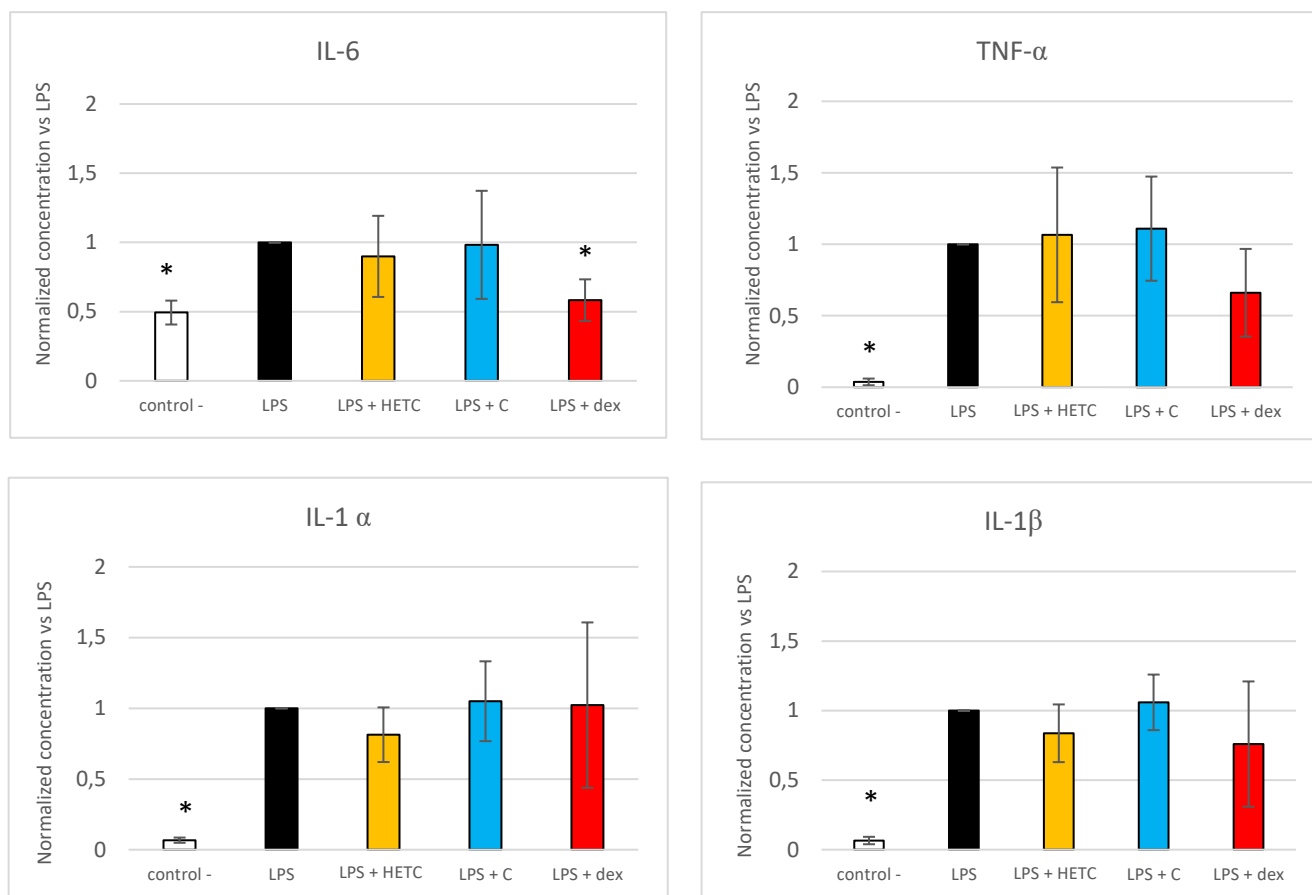 IL-6
Normalized concentration vs LPS
2
1,5
1
0,5
0
*
*
control -
LPS
LPS + HETC
LPS + C
LPS + dex
TNF-α
Normalized concentration vs LPS
2
1,5
1
0,5
0
*
control -
LPS
LPS + HETC
LPS + C
LPS + dex
IL-1 α
Normalized concentration vs LPS
2
1,5
1
0,5
0
*
control -
LPS
LPS + HETC
LPS + C
LPS + dex
IL-1β
Normalized concentration vs LPS
2
1,5
1
0,5
0
*
control -
LPS
LPS + HETC
LPS + C
LPS + dex